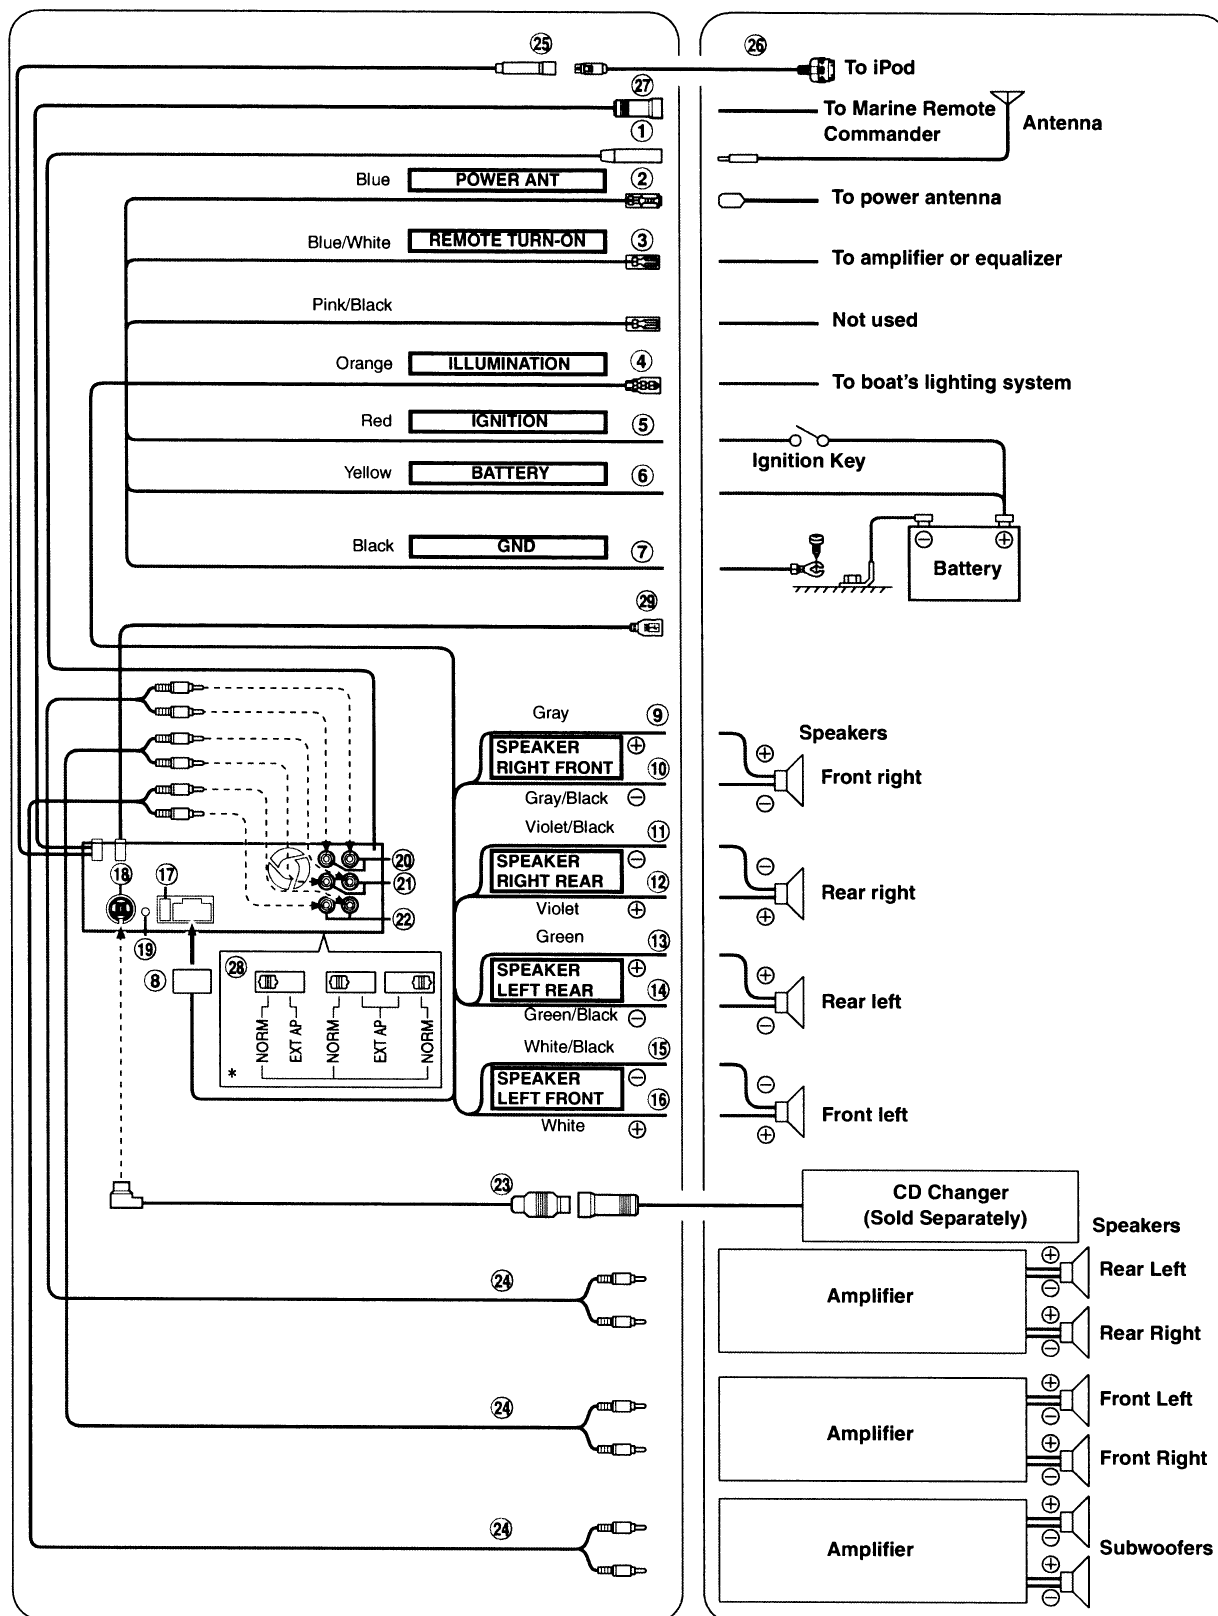 25
26
To iPod
27
To Marine Remote
Commander
Antenna
1
Blue
POWER ANT
2
To power antenna
Blue/White
REMOTE TURN-ON
3
To amplifier or equalizer
Pink/Black
Not used
Orange
ILLUMINATION
4
To boat's lighting system
Red
IGNITION
5
Ignition Key
Yellow
BATTERY
6
Black
GND
7
Battery
29
Gray
9
SPEAKER
RIGHT FRONT
10
Gray/Black
Speakers
Front right
Violet/Black
11
SPEAKER
RIGHT REAR
12
Violet
Rear right
Green
13
SPEAKER
LEFT REAR
14
Green/Black
Rear left
White/Black
15
SPEAKER
LEFT FRONT
16
White
Front left
20
21
22
18
17
19
8
28
NORM
EXT AP
NORM
EXT AP
NORM
*
23
CD Changer
(Sold Separately)
Speakers
24
Amplifier
Rear Left
Rear Right
24
Amplifier
Front Left
Front Right
24
Amplifier
Subwoofers